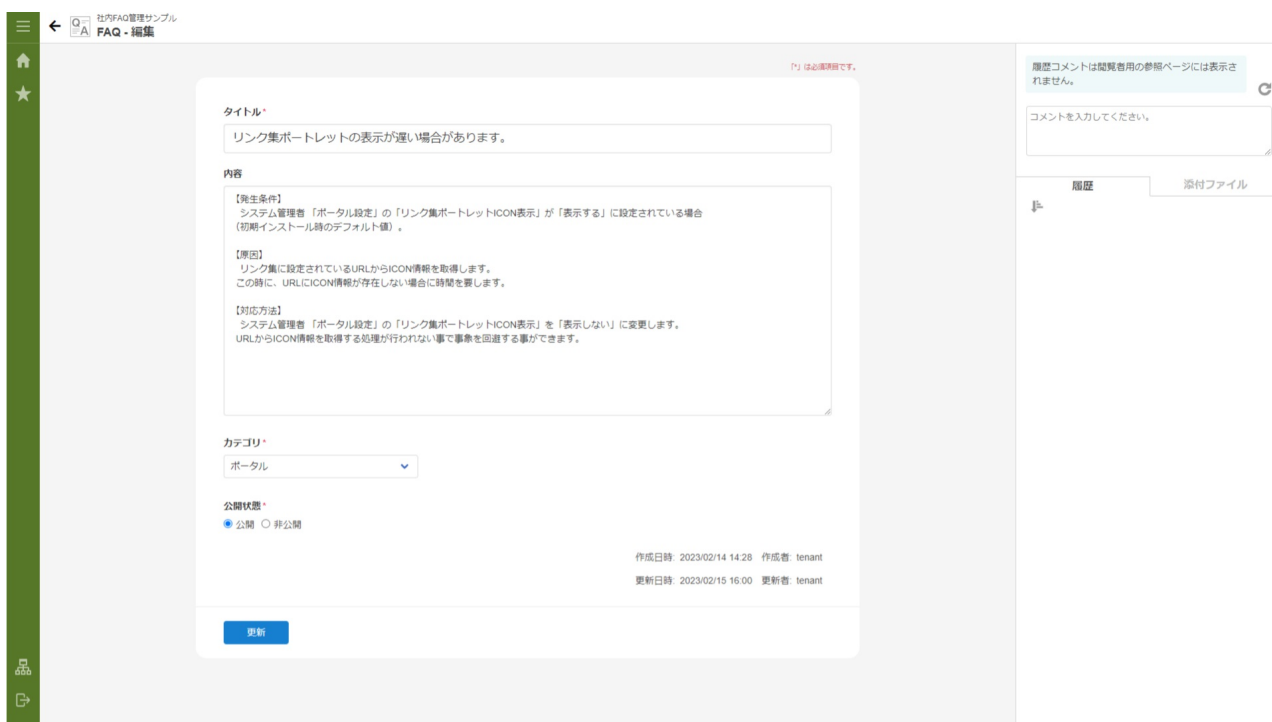 社内FAQ管理サンプル
FAQ - 編集
「*」は必須項目です。
タイトル*
リンク集ポートレットの表示が遅い場合があります。
内容
【発生条件】
システム管理者 「ポータル設定」の「リンク集ポートレットICON表示」が「表示する」に設定されている場合
(初期インストール時のデフォルト値) 。
【原因】
リンク集に設定されているURLからICON情報を取得します。
この時に、URLにICON情報が存在しない場合に時間を要します。
【対応方法】
システム管理者 「ポータル設定」の「リンク集ポートレットICON表示」を「表示しない」に変更します。
URLからICON情報を取得する処理が行われない事で事象を回避する事ができます。
カテゴリ*
ポータル
公開状態*
公開 非公開
作成日時: 2023/02/14 14:28 作成者: tenant
更新日時: 2023/02/15 16:00 更新者: tenant
更新
履歴コメントは閲覧者用の参照ページには表示さ
れません。
コメントを入力してください。
履歴 添付ファイル